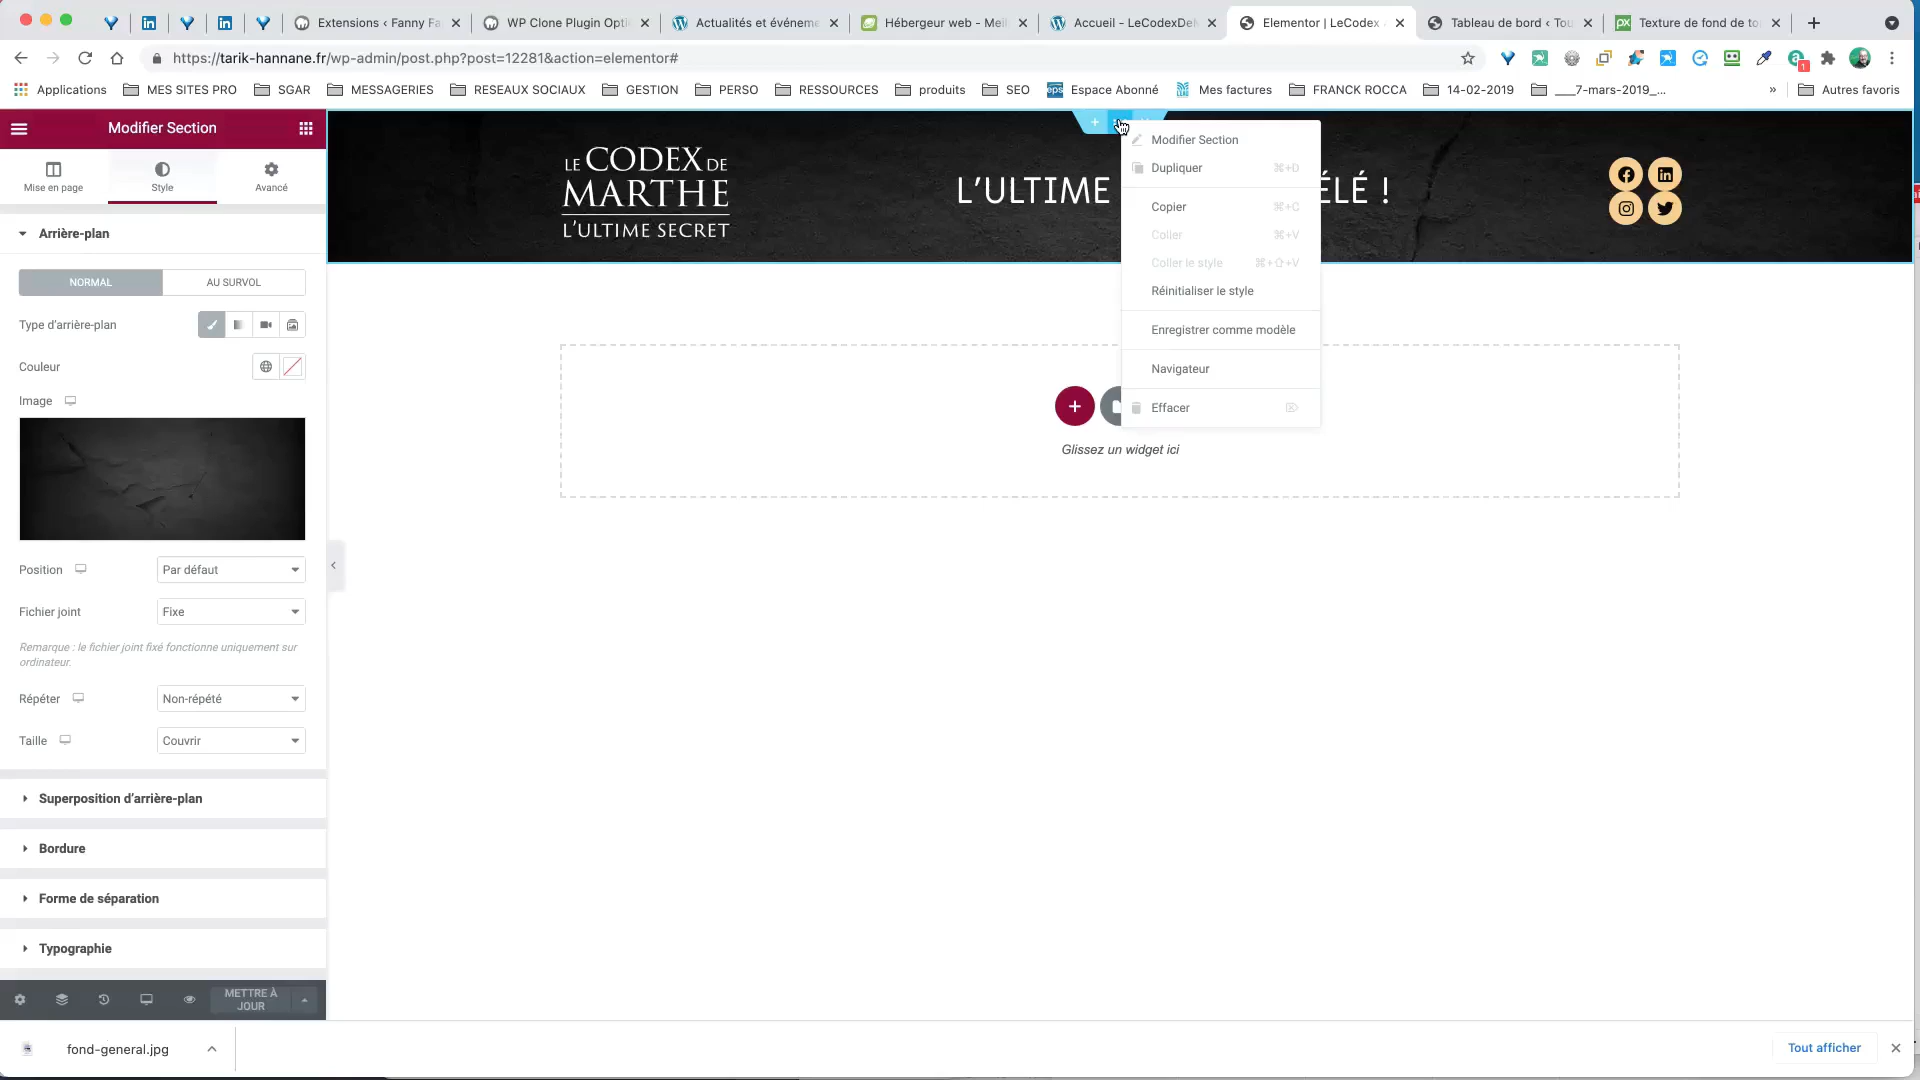 Extensions ‹ Fanny Fa
WP Clone Plugin Opti
Actualités et événeme
Hébergeur web - Meil
Accueil - LeCodexDeM
Elementor | LeCodex
Tableau de bord ‹ Tou
Texture de fond de to
https://tarik-hannane.fr/wp-admin/post.php?post=12281&action=elementor#
1
Applications
MES SITES PRO
SGAR
MESSAGERIES
RESEAUX SOCIAUX
GESTION
PERSO
RESSOURCES
produits
SEO
eps
Espace Abonné
Mes factures
FRANCK ROCCA
14-02-2019
___7-mars-2019_...
»
Autres favoris
Modifier Section
Mise en page
Style
Avancé
Arrière-plan
NORMAL
AU SURVOL
Type d'arrière-plan
Couleur
Image
Position
Par défaut
Fichier joint
Fixe
Remarque : le fichier joint fixé fonctionne uniquement sur
ordinateur.
Répéter
Non-répété
Taille
Couvrir
Superposition d'arrière-plan
Bordure
Forme de séparation
Typographie
METTRE À
JOUR
LE CODEX DE
MARTHE
L'ULTIME SECRET
L'ULTIME
ÉLÉ !
Modifier Section
Dupliquer ⌘+D
Copier ⌘+C
Coller ⌘+V
Coller le style ⌘+⇧+V
Réinitialiser le style
Enregistrer comme modèle
Navigateur
Effacer
Glissez un widget ici
fond-general.jpg
Tout afficher